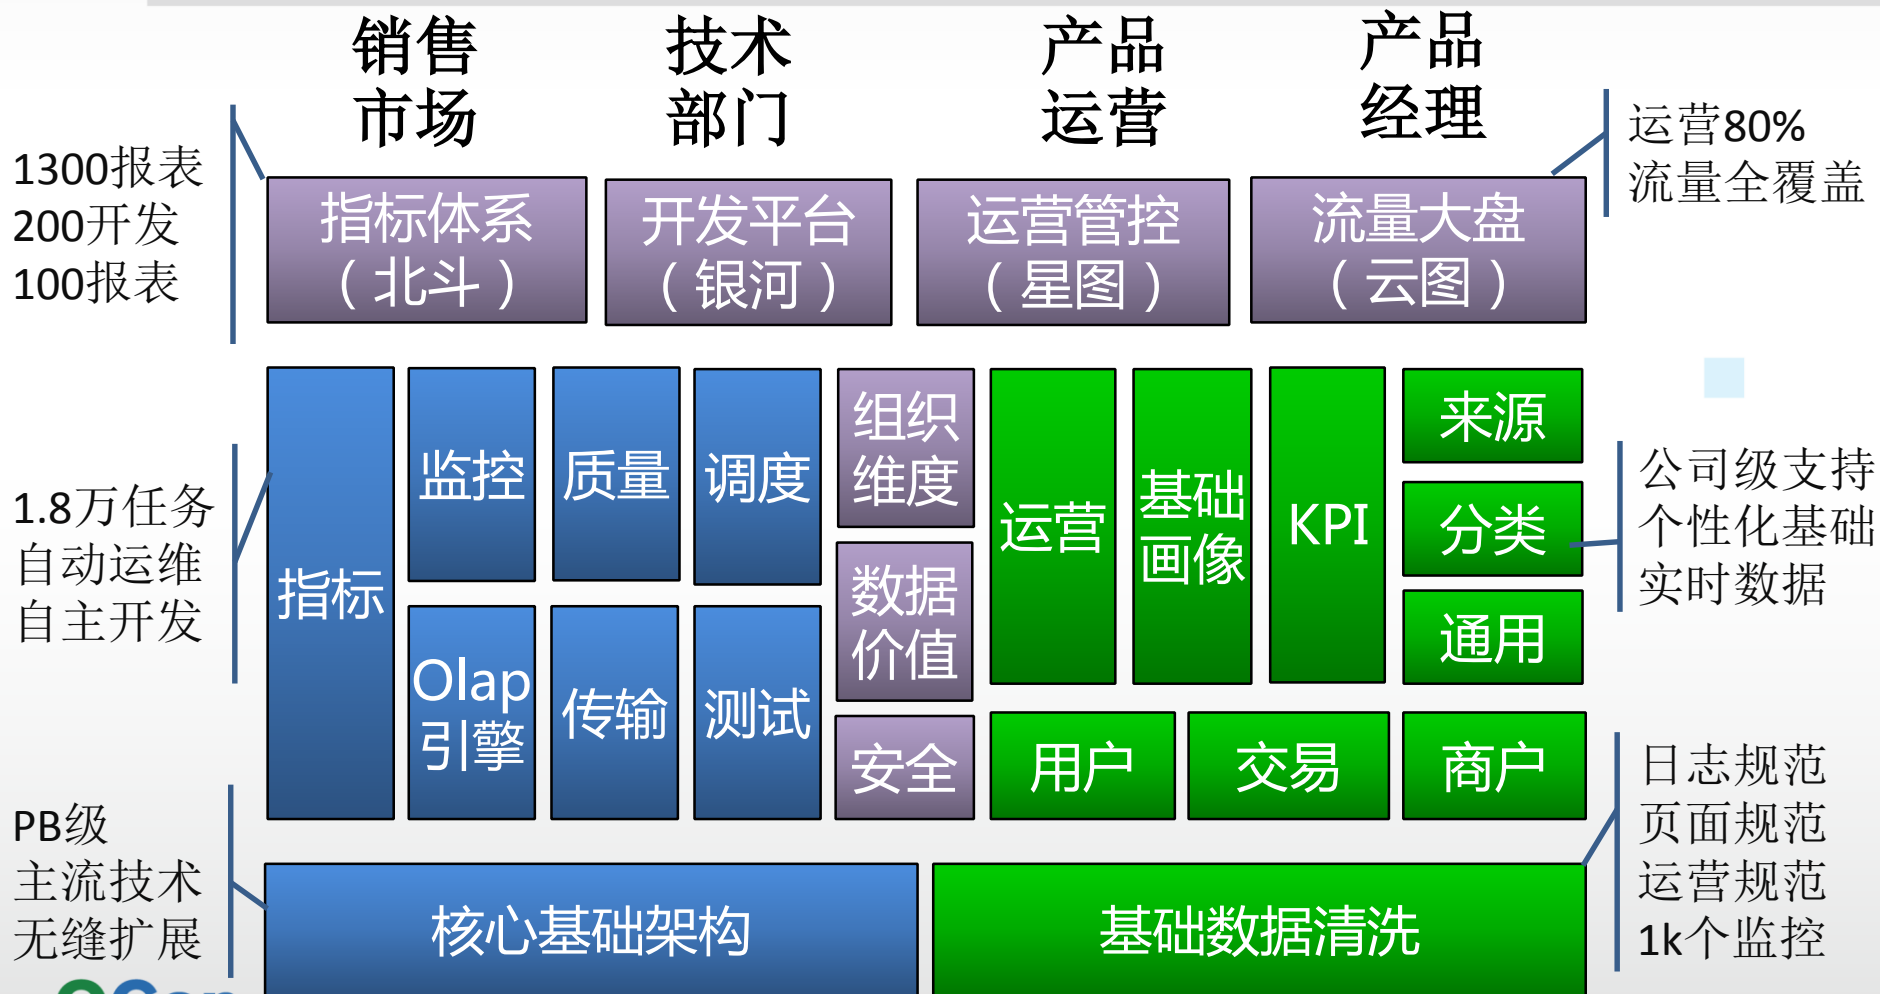 销售
市场
技术
部门
产品
运营
产品
经理
1300报表
200开发
100报表
运营80%
流量全覆盖
指标体系
（北斗）
开发平台
（银河）
运营管控
（星图）
流量大盘
（云图）
1.8万任务
自动运维
自主开发
指标
监控
质量
调度
Olap
引擎
传输
测试
组织
维度
数据
价值
安全
运营
基础
画像
KPI
来源
分类
通用
用户
交易
商户
公司级支持
个性化基础
实时数据
PB级
主流技术
无缝扩展
核心基础架构
基础数据清洗
日志规范
页面规范
运营规范
1k个监控